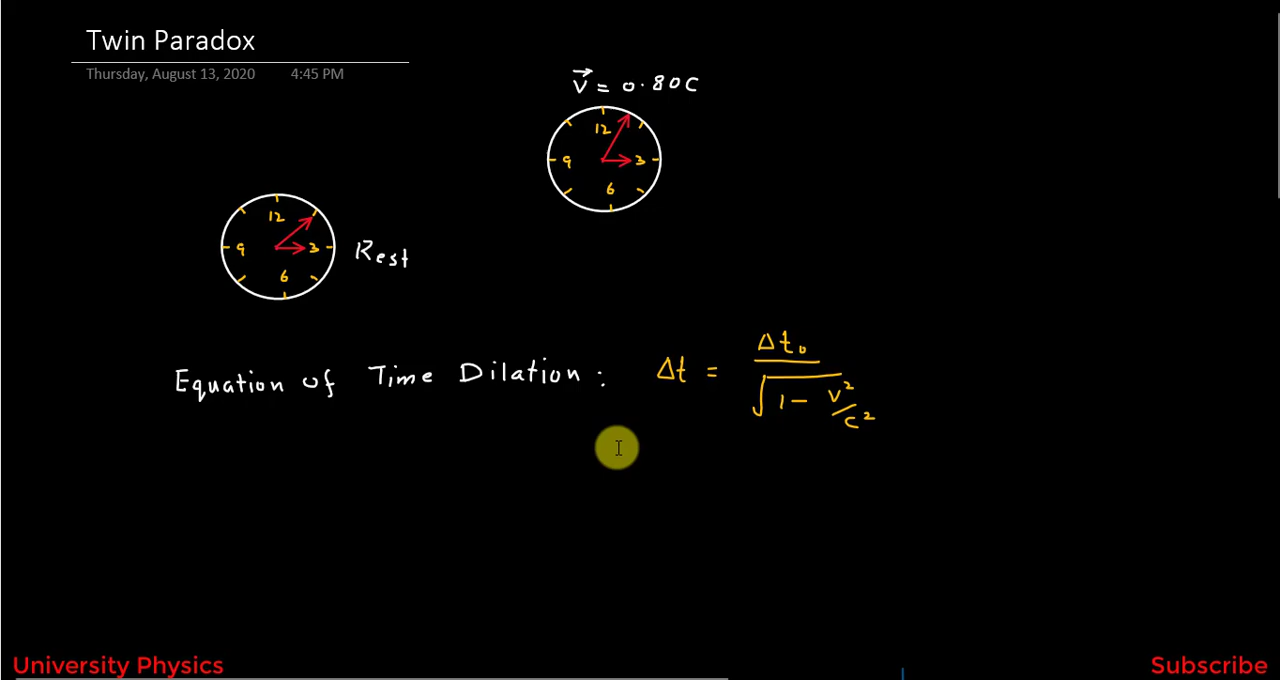 Twin Paradox
Thursday, August 13, 2020 4:45 PM
v⃗ = 0.80C
12
9 3
6
12
9 3
6
Rest
Equation of Time Dilation: Δt = Δt₀ / √(1 − v²/c²)
University Physics
Subscribe